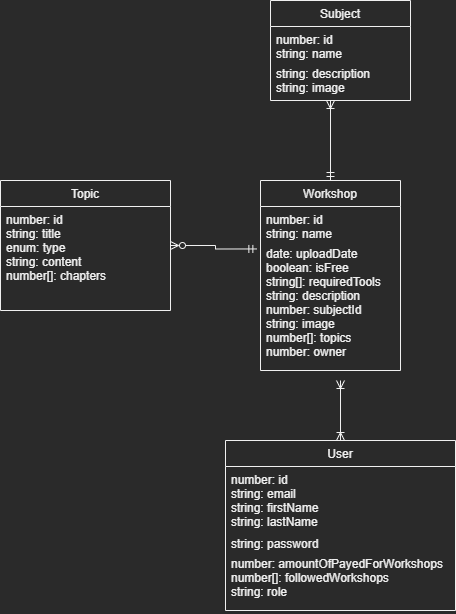 Subject
number: id
string: name
string: description
string: image
Topic
number: id
string: title
enum: type
string: content
number[]: chapters
Workshop
number: id
string: name
date: uploadDate
boolean: isFree
string[]: requiredTools
string: description
number: subjectId
string: image
number[]: topics
number: owner
User
number: id
string: email
string: firstName
string: lastName
string: password
number: amountOfPayedForWorkshops
number[]: followedWorkshops
string: role